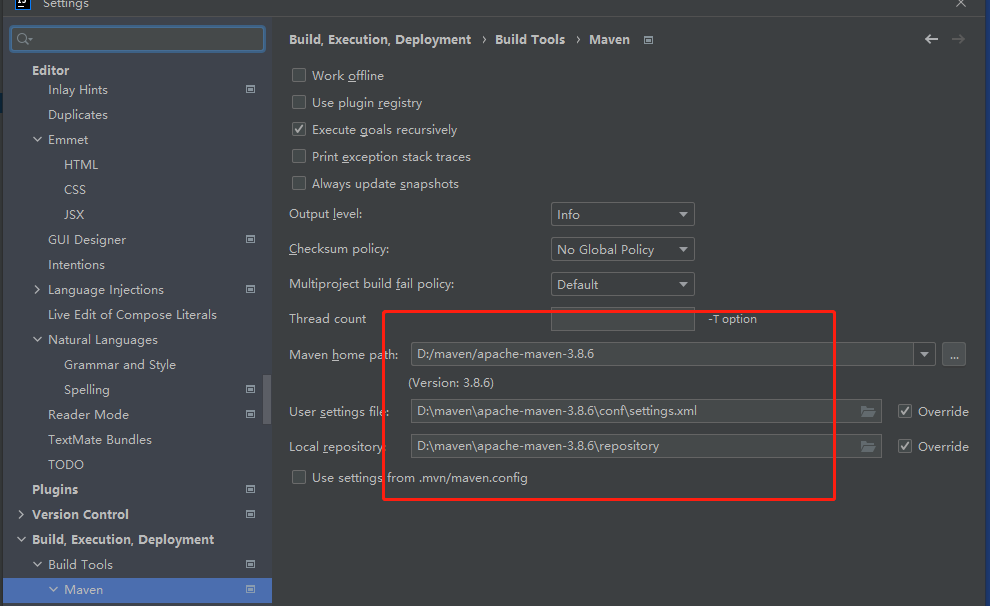 Settings
Editor
Inlay Hints
Duplicates
Emmet
HTML
CSS
JSX
GUI Designer
Intentions
Language Injections
Live Edit of Compose Literals
Natural Languages
Grammar and Style
Spelling
Reader Mode
TextMate Bundles
TODO
Plugins
Version Control
Build, Execution, Deployment
Build Tools
Maven
Build, Execution, Deployment › Build Tools › Maven
Work offline
Use plugin registry
Execute goals recursively
Print exception stack traces
Always update snapshots
Output level: Info
Checksum policy: No Global Policy
Multiproject build fail policy: Default
Thread count -T option
Maven home path: D:/maven/apache-maven-3.8.6 ...
(Version: 3.8.6)
User settings file: D:\maven\apache-maven-3.8.6\conf\settings.xml Override
Local repository: D:\maven\apache-maven-3.8.6\repository Override
Use settings from .mvn/maven.config